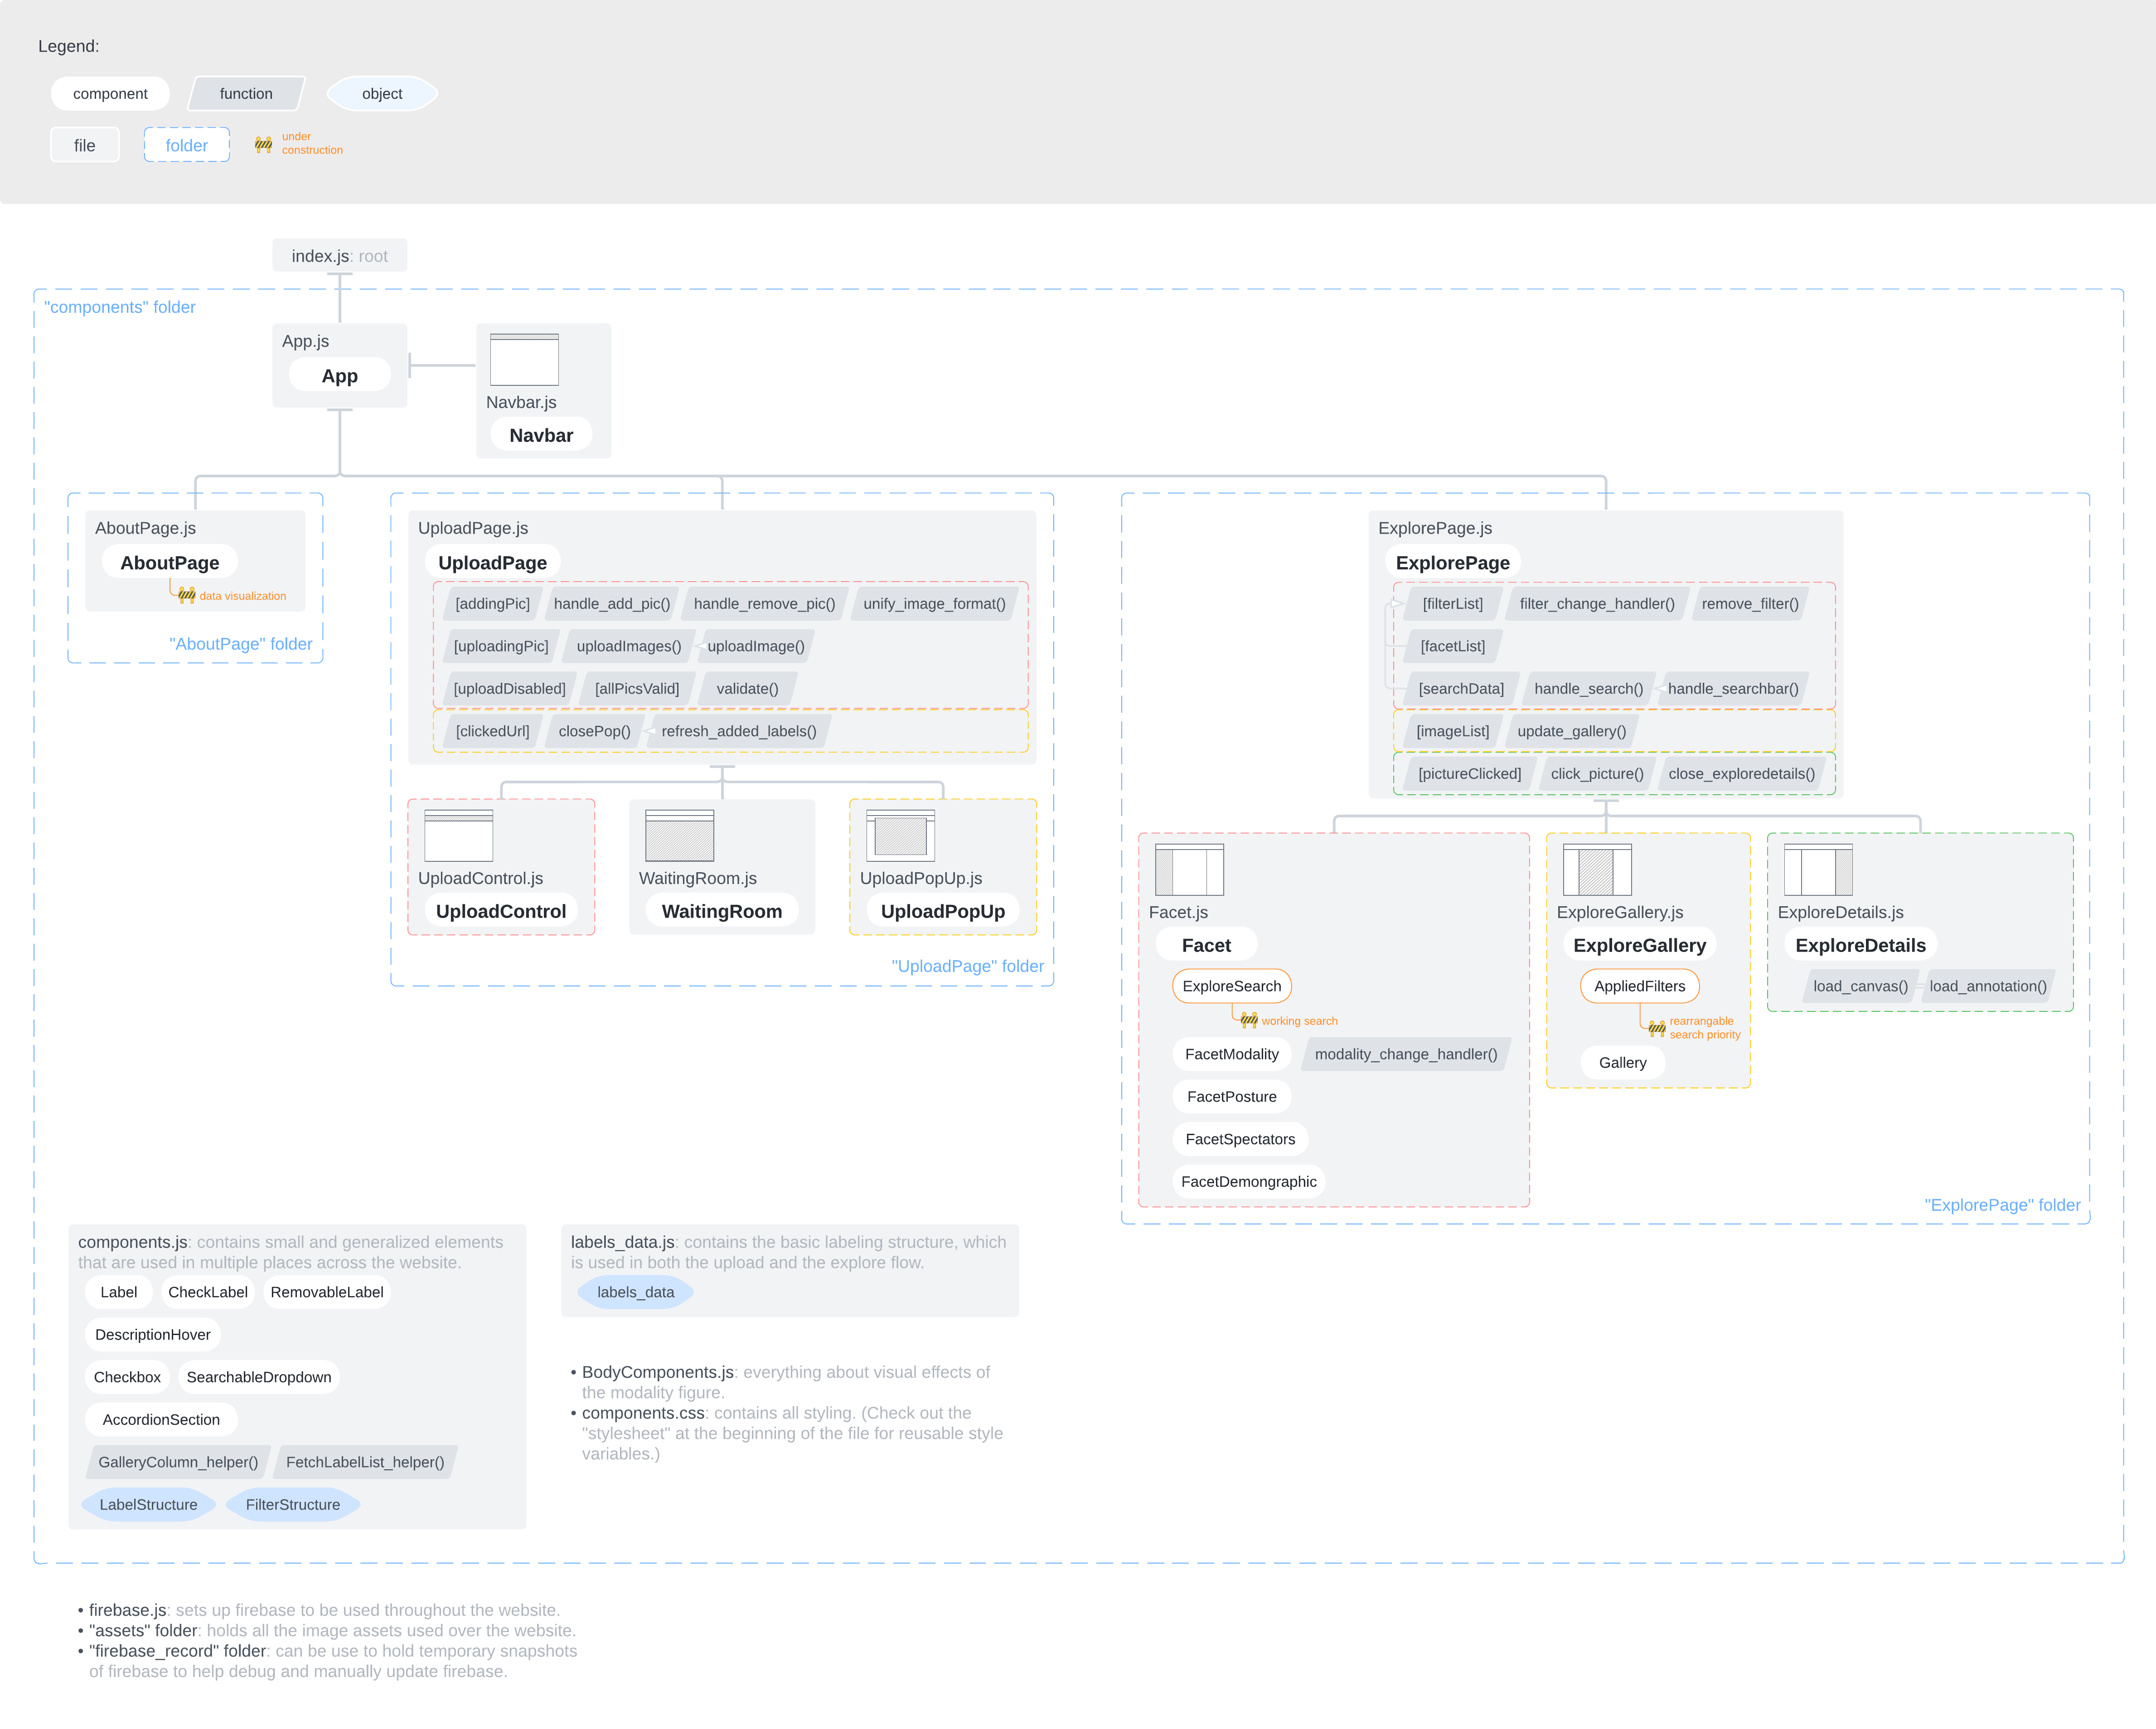 Legend:
component
function
object
file
folder
under
construction
index.js: root
"components" folder
App.js
App
Navbar.js
Navbar
AboutPage.js
AboutPage
data visualization
"AboutPage" folder
UploadPage.js
UploadPage
[addingPic] handle_add_pic() handle_remove_pic() unify_image_format()
[uploadingPic] uploadImages() uploadImage()
[uploadDisabled] [allPicsValid] validate()
[clickedUrl] closePop() refresh_added_labels()
UploadControl.js
UploadControl
WaitingRoom.js
WaitingRoom
UploadPopUp.js
UploadPopUp
"UploadPage" folder
ExplorePage.js
ExplorePage
[filterList] filter_change_handler() remove_filter()
[facetList]
[searchData] handle_search() handle_searchbar()
[imageList] update_gallery()
[pictureClicked] click_picture() close_exploredetails()
Facet.js
Facet
ExploreSearch
working search
FacetModality modality_change_handler()
FacetPosture
FacetSpectators
FacetDemongraphic
ExploreGallery.js
ExploreGallery
AppliedFilters
rearrangable
search priority
Gallery
ExploreDetails.js
ExploreDetails
load_canvas() load_annotation()
"ExplorePage" folder
components.js: contains small and generalized elements
that are used in multiple places across the website.
Label CheckLabel RemovableLabel
DescriptionHover
Checkbox SearchableDropdown
AccordionSection
GalleryColumn_helper() FetchLabelList_helper()
LabelStructure FilterStructure
labels_data.js: contains the basic labeling structure, which
is used in both the upload and the explore flow.
labels_data
• BodyComponents.js: everything about visual effects of
the modality figure.
• components.css: contains all styling. (Check out the
"stylesheet" at the beginning of the file for reusable style
variables.)
• firebase.js: sets up firebase to be used throughout the website.
• "assets" folder: holds all the image assets used over the website.
• "firebase_record" folder: can be use to hold temporary snapshots
of firebase to help debug and manually update firebase.